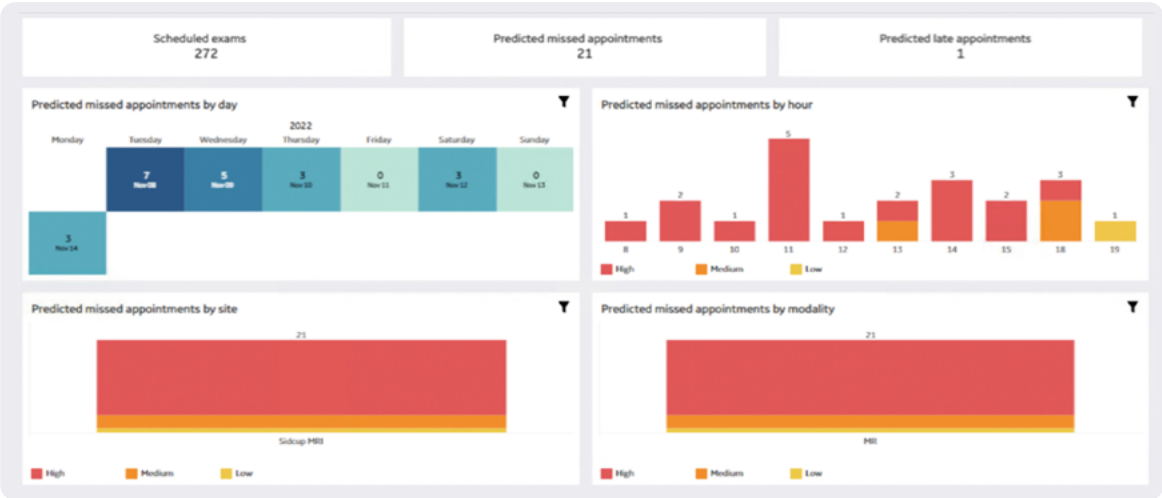 Scheduled exams
272
Predicted missed appointments
21
Predicted late appointments
1
Predicted missed appointments by day
2022
Monday Tuesday Wednesday Thursday Friday Saturday Sunday
7 5 3 0 3 0
Nov 08 Nov 09 Nov 10 Nov 11 Nov 12 Nov 13
3
Nov 14
Predicted missed appointments by hour
1 2 1 5 1 2 3 2 3 1
8 9 10 11 12 13 14 15 18 19
High Medium Low
Predicted missed appointments by site
21
Sidcup MRI
High Medium Low
Predicted missed appointments by modality
21
MR
High Medium Low